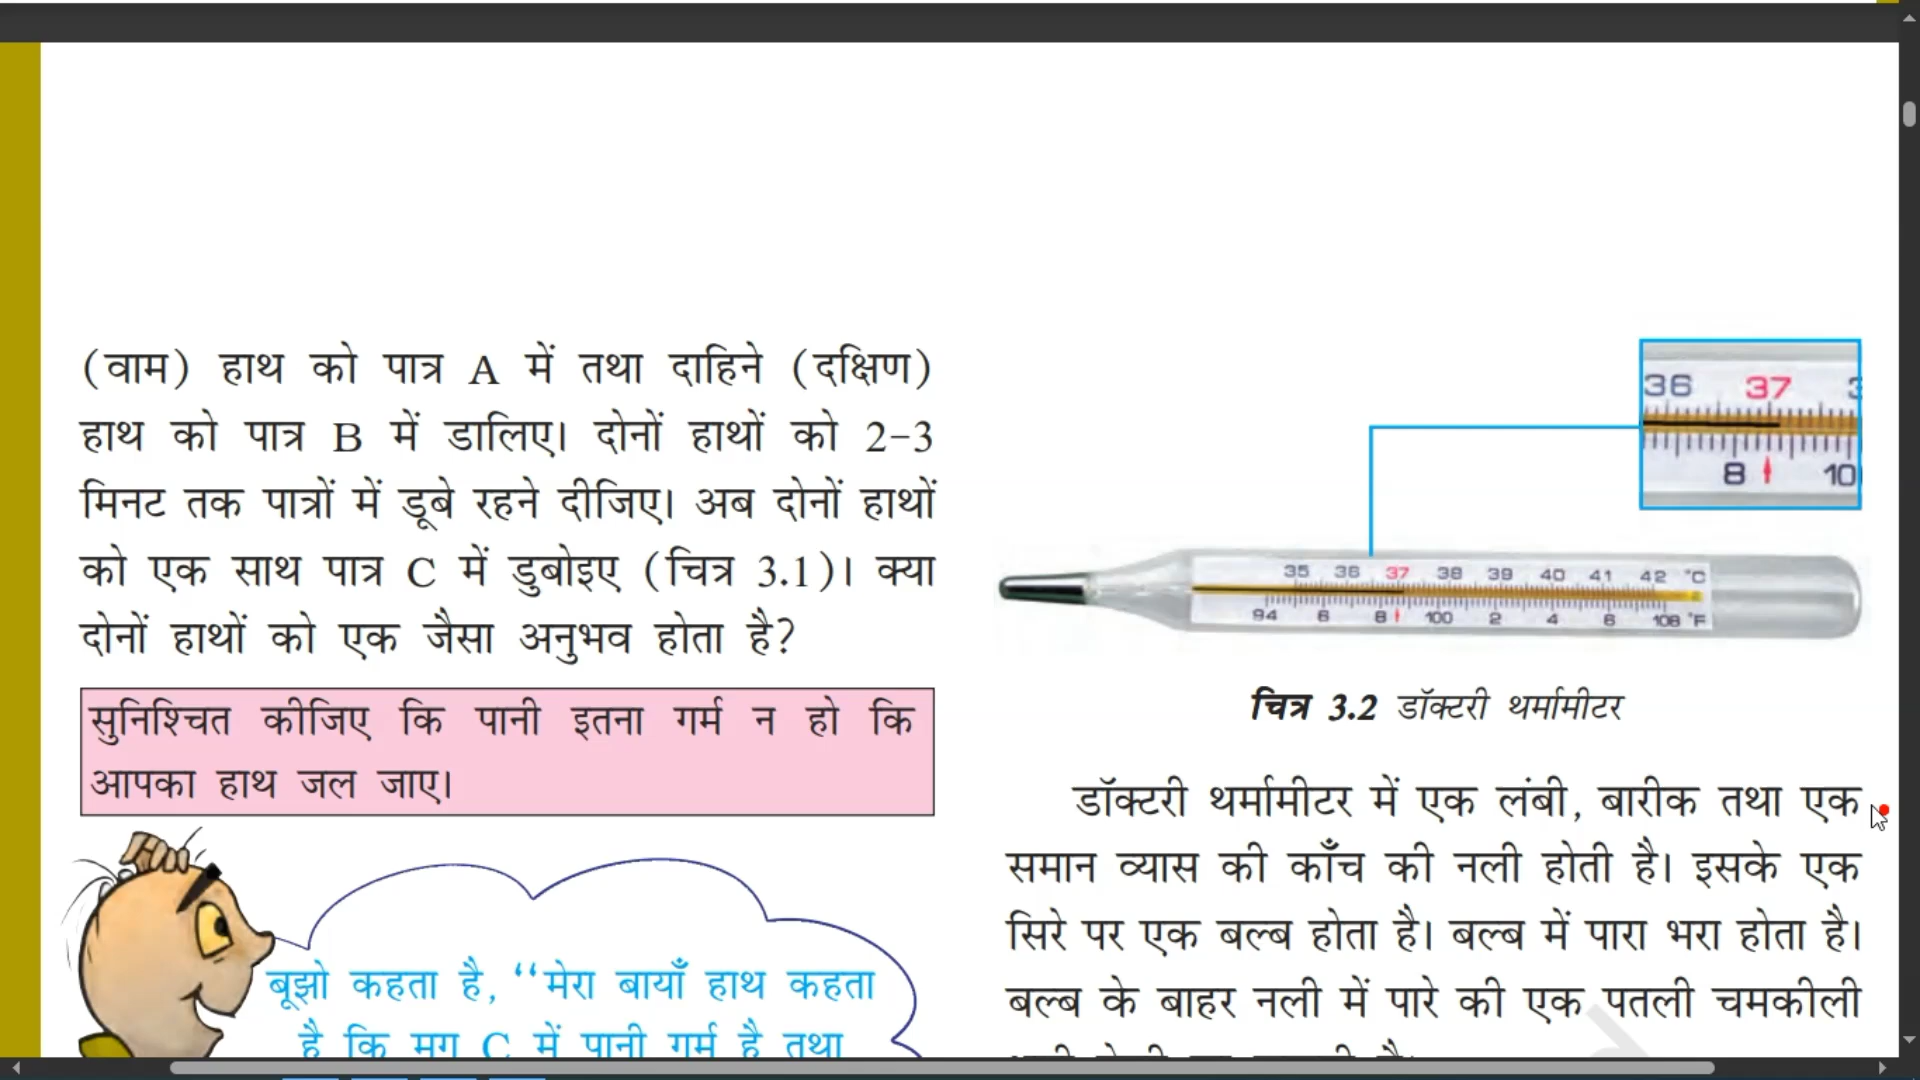 (वाम) हाथ को पात्र A में तथा दाहिने (दक्षिण)
हाथ को पात्र B में डालिए। दोनों हाथों को 2-3
मिनट तक पात्रों में डूबे रहने दीजिए। अब दोनों हाथों
को एक साथ पात्र C में डुबोइए (चित्र 3.1)। क्या
दोनों हाथों को एक जैसा अनुभव होता है?
सुनिश्चित कीजिए कि पानी इतना गर्म न हो कि
आपका हाथ जल जाए।
बूझो कहता है, “मेरा बायाँ हाथ कहता
है कि मग C में पानी गर्म है तथा
36 37
8 10
35 36 37 38 39 40 41 42 °C
94 6 8 100 2 4 6 108 °F
चित्र 3.2 डॉक्टरी थर्मामीटर
डॉक्टरी थर्मामीटर में एक लंबी, बारीक तथा एक
समान व्यास की काँच की नली होती है। इसके एक
सिरे पर एक बल्ब होता है। बल्ब में पारा भरा होता है।
बल्ब के बाहर नली में पारे की एक पतली चमकीली